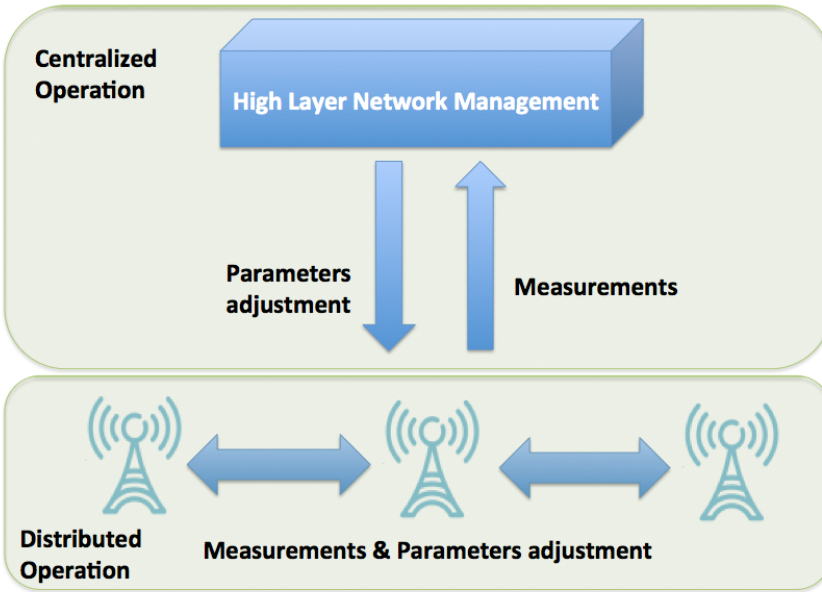 Centralized
Operation
High Layer Network Management
Parameters
adjustment
Measurements
Distributed
Operation
Measurements & Parameters adjustment